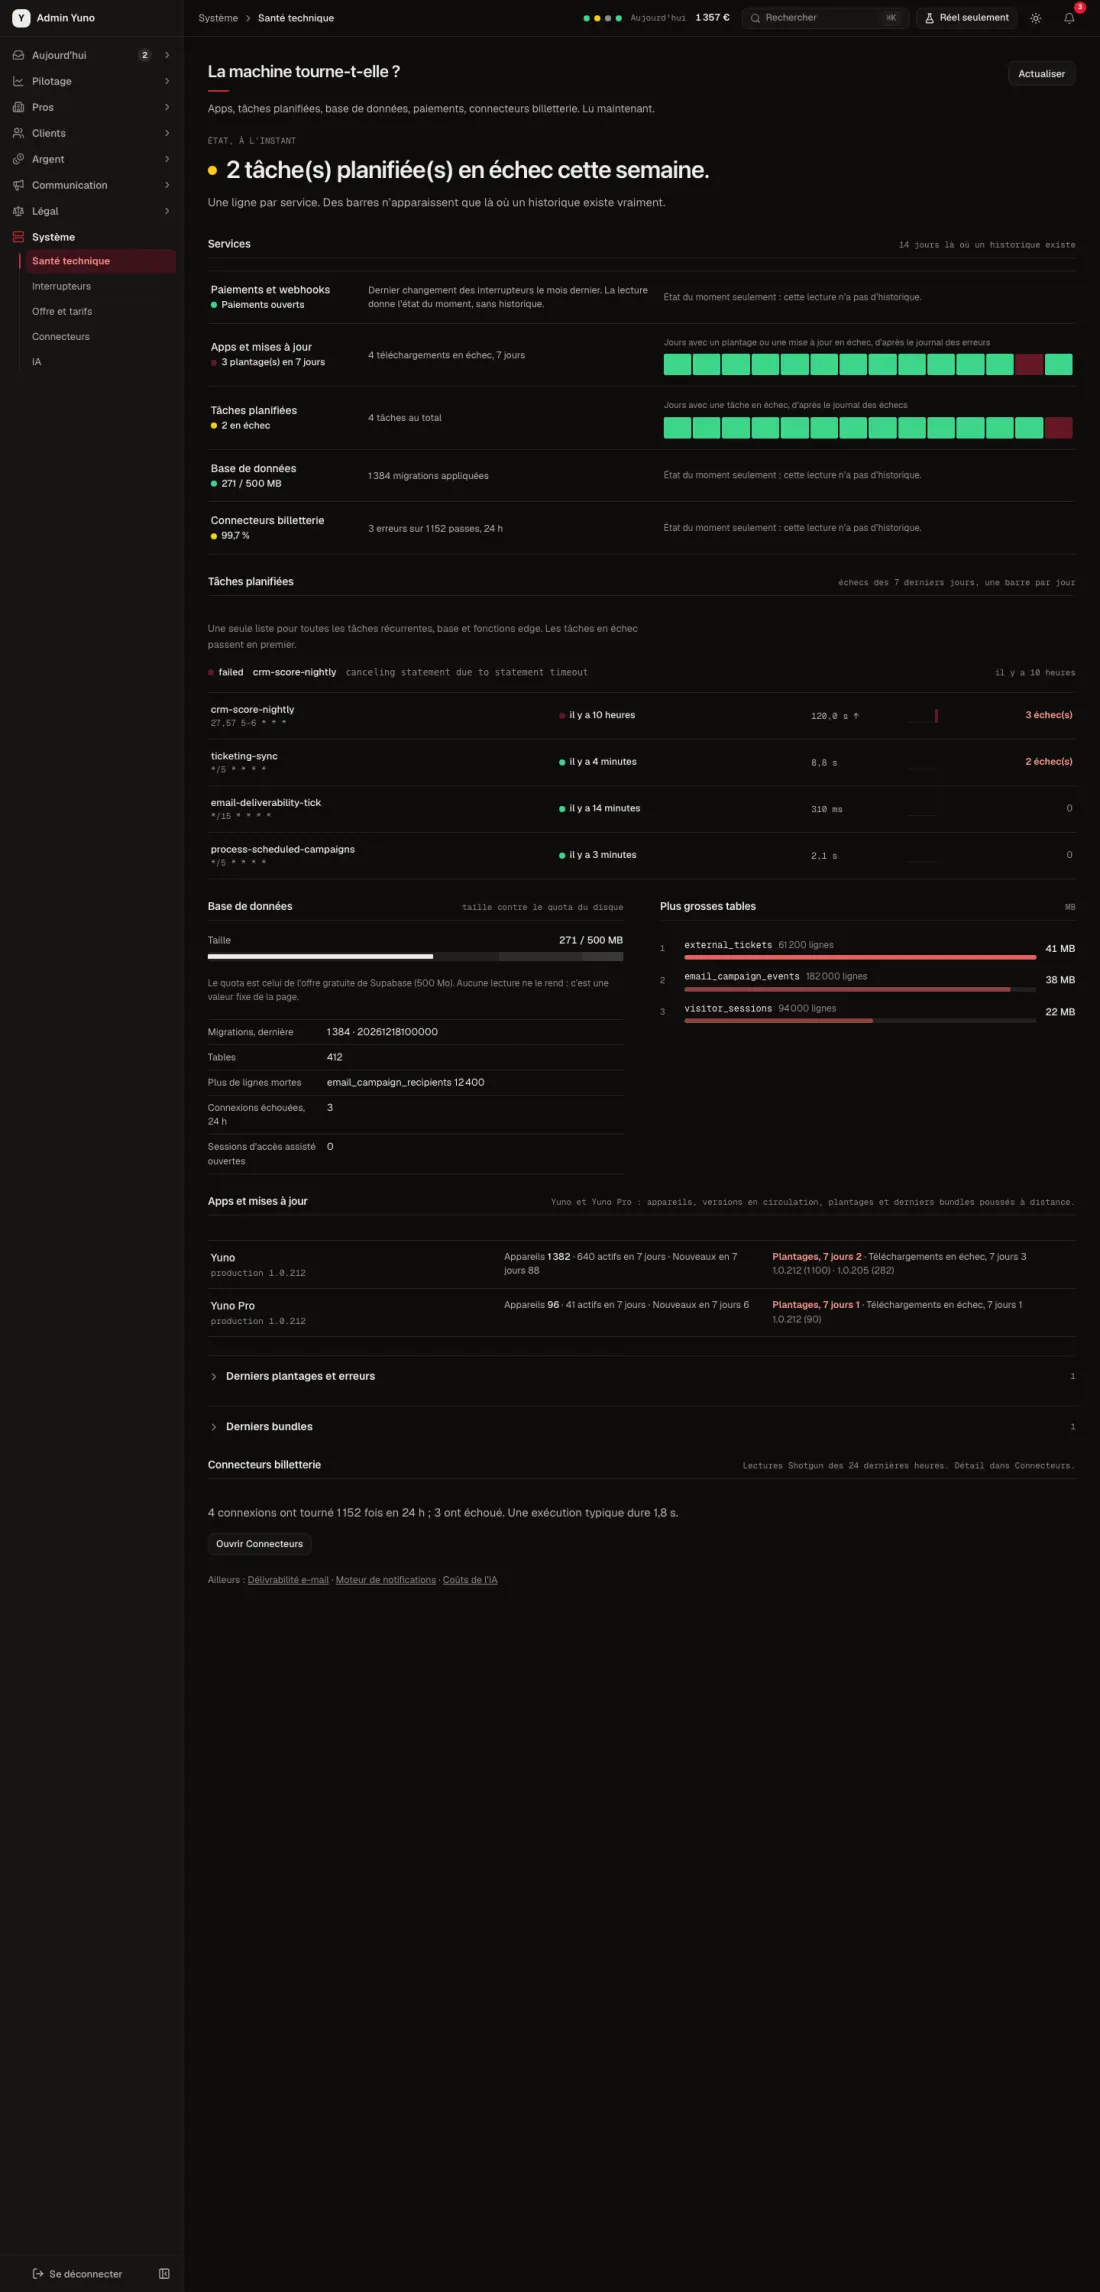 Y Admin Yuno
Système > Santé technique
Aujourd'hui 1 357 €
Rechercher ⌘K
Réel seulement
3
Aujourd'hui 2
Pilotage
Pros
Clients
Argent
Communication
Légal
Système
Santé technique
Interrupteurs
Offre et tarifs
Connecteurs
IA
La machine tourne-t-elle ?
Actualiser
Apps, tâches planifiées, base de données, paiements, connecteurs billetterie. Lu maintenant.
ÉTAT, À L'INSTANT
2 tâche(s) planifiée(s) en échec cette semaine.
Une ligne par service. Des barres n'apparaissent que là où un historique existe vraiment.
Services
14 jours là où un historique existe
Paiements et webhooks
Paiements ouverts
Dernier changement des interrupteurs le mois dernier. La lecture
donne l'état du moment, sans historique.
État du moment seulement : cette lecture n'a pas d'historique.
Apps et mises à jour
3 plantage(s) en 7 jours
4 téléchargements en échec, 7 jours
Jours avec un plantage ou une mise à jour en échec, d'après le journal des erreurs
Tâches planifiées
2 en échec
4 tâches au total
Jours avec une tâche en échec, d'après le journal des échecs
Base de données
271 / 500 MB
1 384 migrations appliquées
État du moment seulement : cette lecture n'a pas d'historique.
Connecteurs billetterie
99,7 %
3 erreurs sur 1 152 passes, 24 h
État du moment seulement : cette lecture n'a pas d'historique.
Tâches planifiées
échecs des 7 derniers jours, une barre par jour
Une seule liste pour toutes les tâches récurrentes, base et fonctions edge. Les tâches en échec
passent en premier.
failed crm-score-nightly canceling statement due to statement timeout
il y a 10 heures
crm-score-nightly
27,57 5-6 * * *
il y a 10 heures
120,0 s ↑
3 échec(s)
ticketing-sync
*/5 * * * *
il y a 4 minutes
8,8 s
2 échec(s)
email-deliverability-tick
*/15 * * * *
il y a 14 minutes
310 ms
0
process-scheduled-campaigns
*/5 * * * *
il y a 3 minutes
2,1 s
0
Base de données
taille contre le quota du disque
Taille
271 / 500 MB
Le quota est celui de l'offre gratuite de Supabase (500 Mo). Aucune lecture ne le rend : c'est une
valeur fixe de la page.
Migrations, dernière 1 384 · 20261218100000
Tables 412
Plus de lignes mortes email_campaign_recipients 12 400
Connexions échouées, 3
24 h
Sessions d'accès assisté 0
ouvertes
Plus grosses tables
MB
1 external_tickets 61 200 lignes 41 MB
2 email_campaign_events 182 000 lignes 38 MB
3 visitor_sessions 94 000 lignes 22 MB
Apps et mises à jour
Yuno et Yuno Pro : appareils, versions en circulation, plantages et derniers bundles poussés à distance.
Yuno
production 1.0.212
Appareils 1 382 · 640 actifs en 7 jours · Nouveaux en 7
jours 88
Plantages, 7 jours 2 · Téléchargements en échec, 7 jours 3
1.0.212 (1 100) · 1.0.205 (282)
Yuno Pro
production 1.0.212
Appareils 96 · 41 actifs en 7 jours · Nouveaux en 7 jours 6
Plantages, 7 jours 1 · Téléchargements en échec, 7 jours 1
1.0.212 (90)
Derniers plantages et erreurs
1
Derniers bundles
1
Connecteurs billetterie
Lectures Shotgun des 24 dernières heures. Détail dans Connecteurs.
4 connexions ont tourné 1 152 fois en 24 h ; 3 ont échoué. Une exécution typique dure 1,8 s.
Ouvrir Connecteurs
Ailleurs : Délivrabilité e-mail · Moteur de notifications · Coûts de l'IA
Se déconnecter